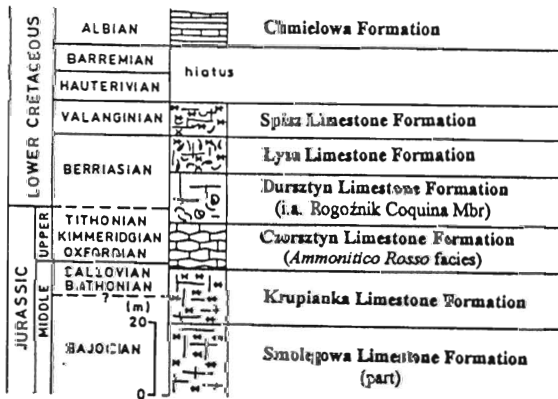 ALBIAN
Chmielowa Formation
BARREMIAN
hiatus
HAUTERIVIAN
LOWER CRETACEOUS
VALANGINIAN
Spisz Limestone Formation
BERRIASIAN
Łysa Limestone Formation
Dursztyn Limestone Formation
(i.a. Rogoźnik Coquina Mbr)
JURASSIC
UPPER
TITHONIAN
KIMMERIDGIAN
OXFORDIAN
Czorsztyn Limestone Formation
(Ammonitico Rosso facies)
MIDDLE
CALLOVIAN
BATHONIAN
?
(m)
20
0
Krupianka Limestone Formation
BAJOCIAN
Smolegowa Limestone Formation
(part)